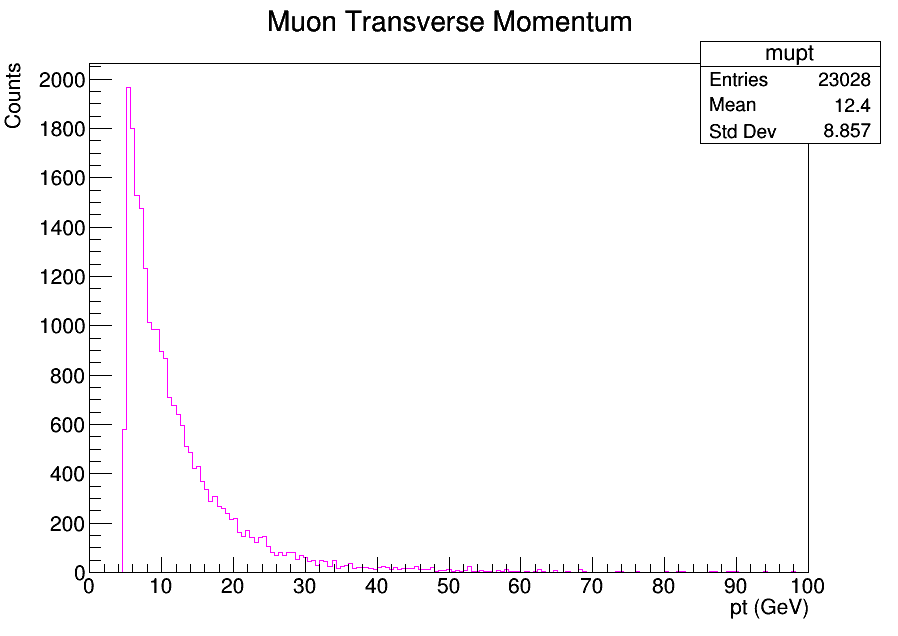 Muon Transverse Momentum
mupt
Entries 23028
Mean 12.4
Std Dev 8.857
Counts
2000
1800
1600
1400
1200
1000
800
600
400
200
0
0 10 20 30 40 50 60 70 80 90 100
pt (GeV)